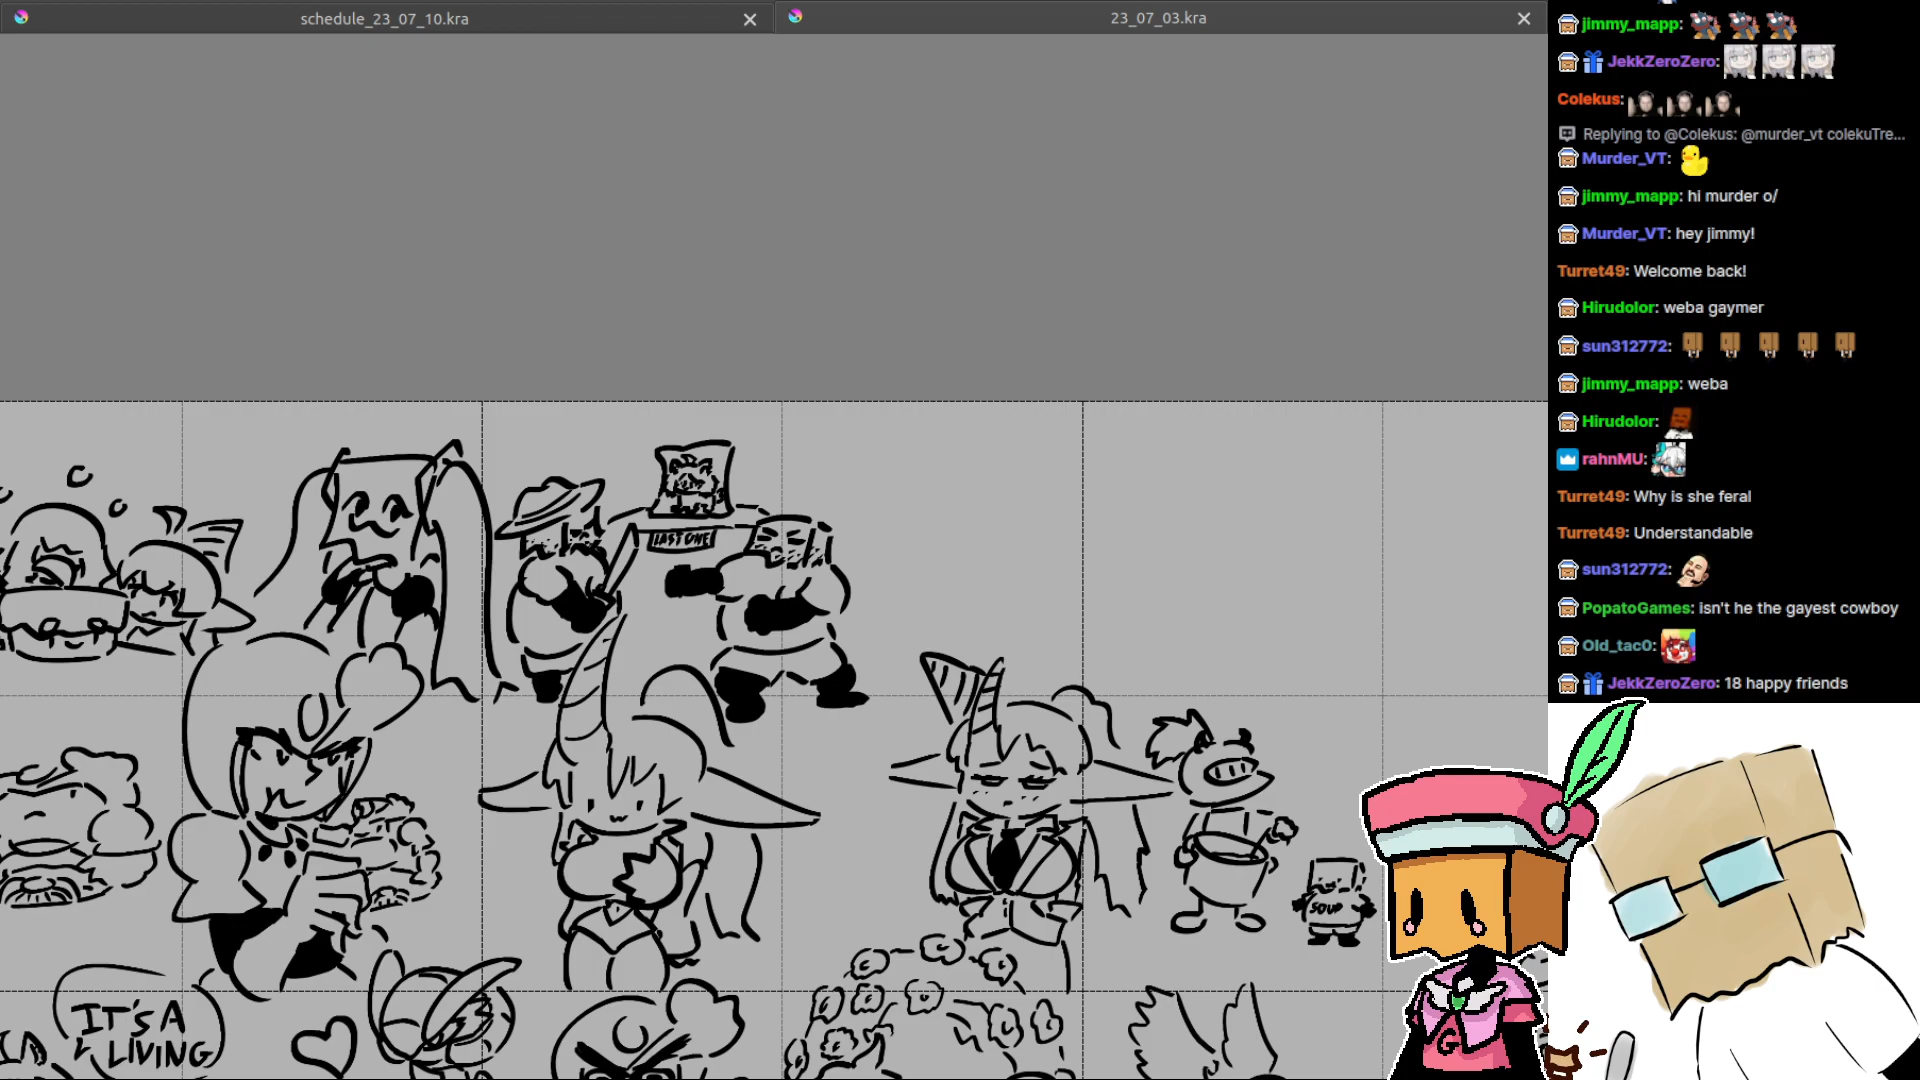 schedule_23_07_10.kra
23_07_03.kra
jimmy_mapp:
JekkZeroZero:
Colekus:
Replying to @Colekus: @murder_vt colekuTre...
Murder_VT:
jimmy_mapp: hi murder o/
Murder_VT: hey jimmy!
Turret49: Welcome back!
Hirudolor: weba gaymer
sun312772:
jimmy_mapp: weba
Hirudolor:
rahnMU:
Turret49: Why is she feral
Turret49: Understandable
sun312772:
PopatoGames: isn't he the gayest cowboy
Old_tac0:
JekkZeroZero: 18 happy friends
LAST ONE
SOUP
IT'S A
LIVING
G